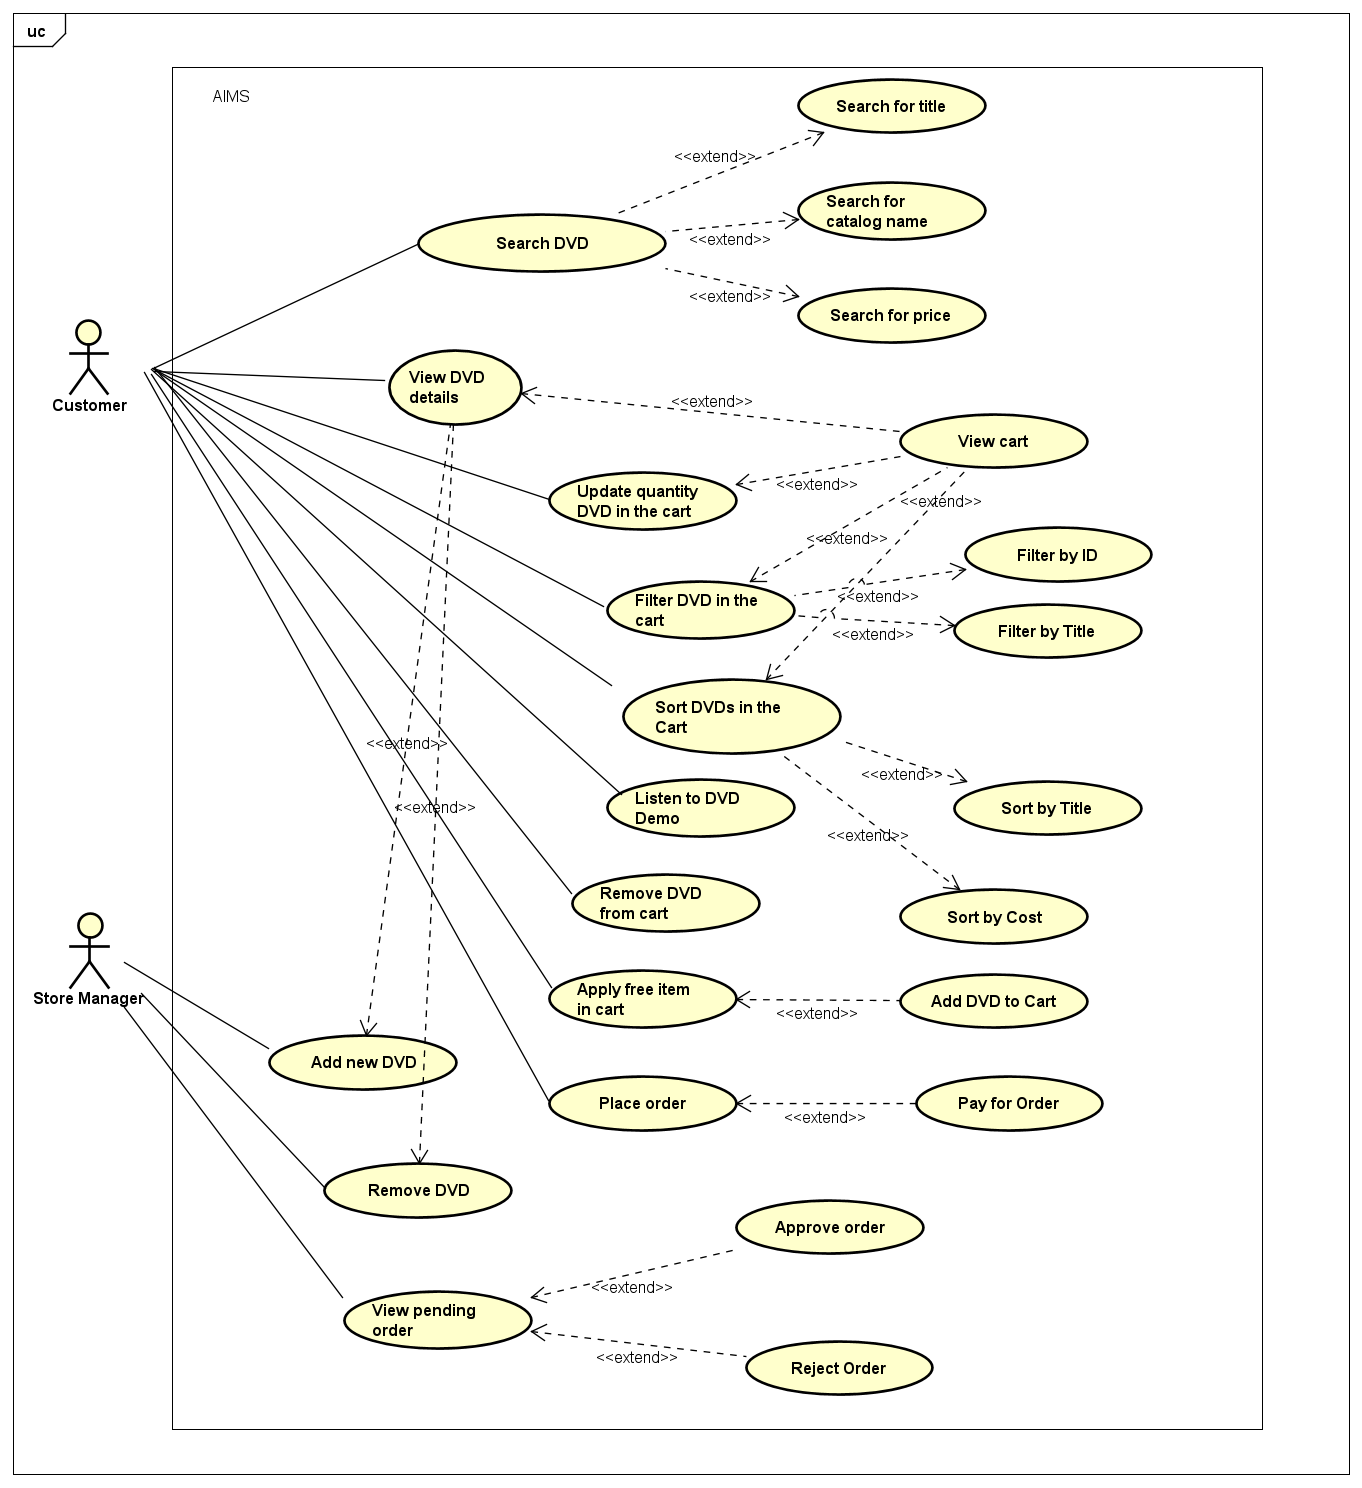 uc
AIMS
Search for title
<<extend>>
Search for
catalog name
<<extend>>
Search DVD
<<extend>>
Search for price
Customer
View DVD
details
<<extend>>
View cart
<<extend>>
Update quantity
DVD in the cart
<<extend>>
<<extend>>
Filter by ID
<<extend>>
Filter DVD in the
cart
Filter by Title
<<extend>>
Sort DVDs in the
Cart
<<extend>>
<<extend>>
Sort by Title
<<extend>>
Listen to DVD
Demo
<<extend>>
Remove DVD
from cart
Sort by Cost
Store Manager
Apply free item
in cart
Add DVD to Cart
<<extend>>
Add new DVD
Place order
Pay for Order
<<extend>>
Remove DVD
Approve order
<<extend>>
View pending
order
<<extend>>
Reject Order